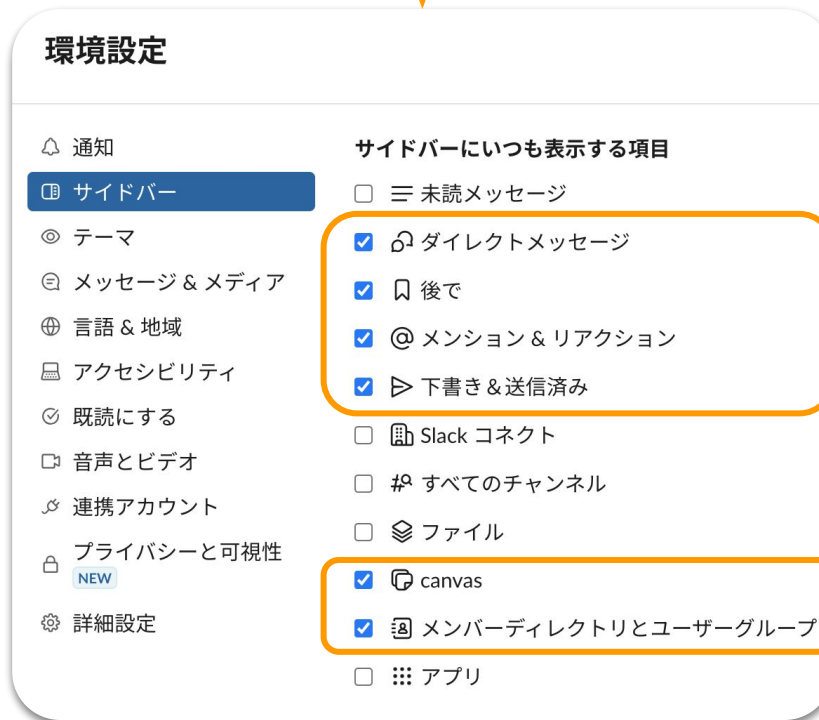 環境設定
通知
サイドバー
テーマ
メッセージ & メディア
言語 & 地域
アクセシビリティ
既読にする
音声とビデオ
連携アカウント
プライバシーと可視性
NEW
詳細設定
サイドバーにいつも表示する項目
未読メッセージ
ダイレクトメッセージ
後で
メンション & リアクション
下書き & 送信済み
Slack コネクト
すべてのチャンネル
ファイル
canvas
メンバーディレクトリとユーザーグループ
アプリ